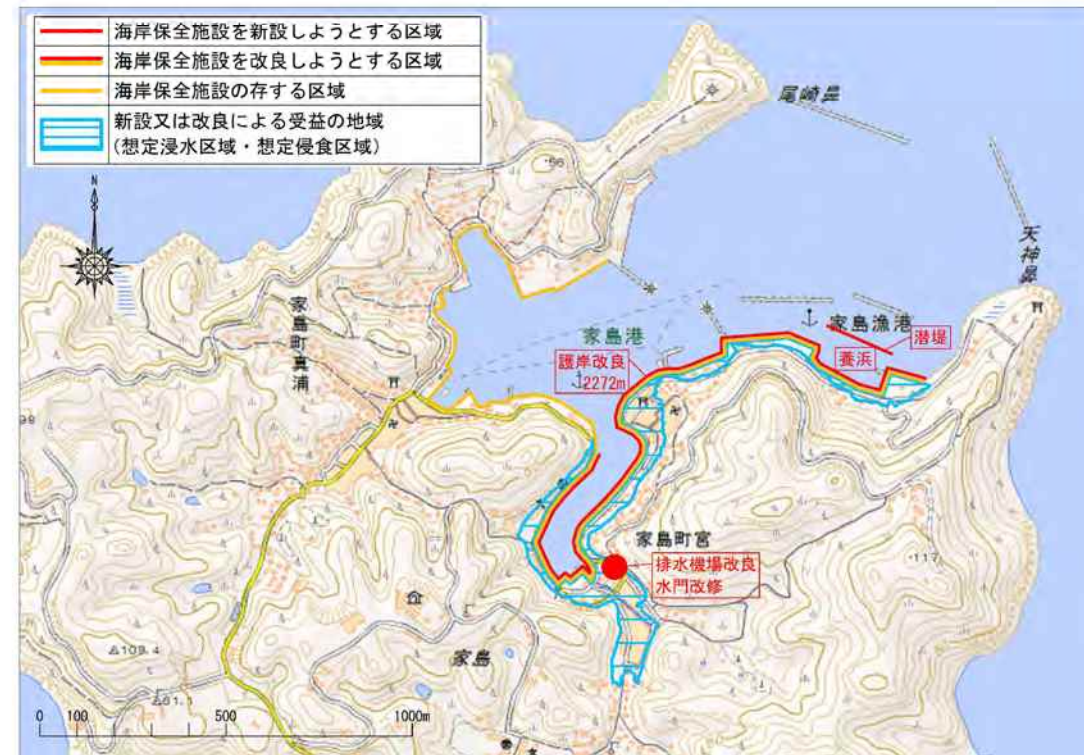 海岸保全施設を新設しようとする区域
海岸保全施設を改良しようとする区域
海岸保全施設の存する区域
新設又は改良による受益の地域
(想定浸水区域・想定侵食区域)
N
尾崎鼻
天神鼻
・56
家島町真浦
家島港
家島漁港
潜堤
養浜
護岸改良
2272m
家島町宮
排水機場改良
水門改修
・117
家島
109.4
61.1
0 100 500 1000m